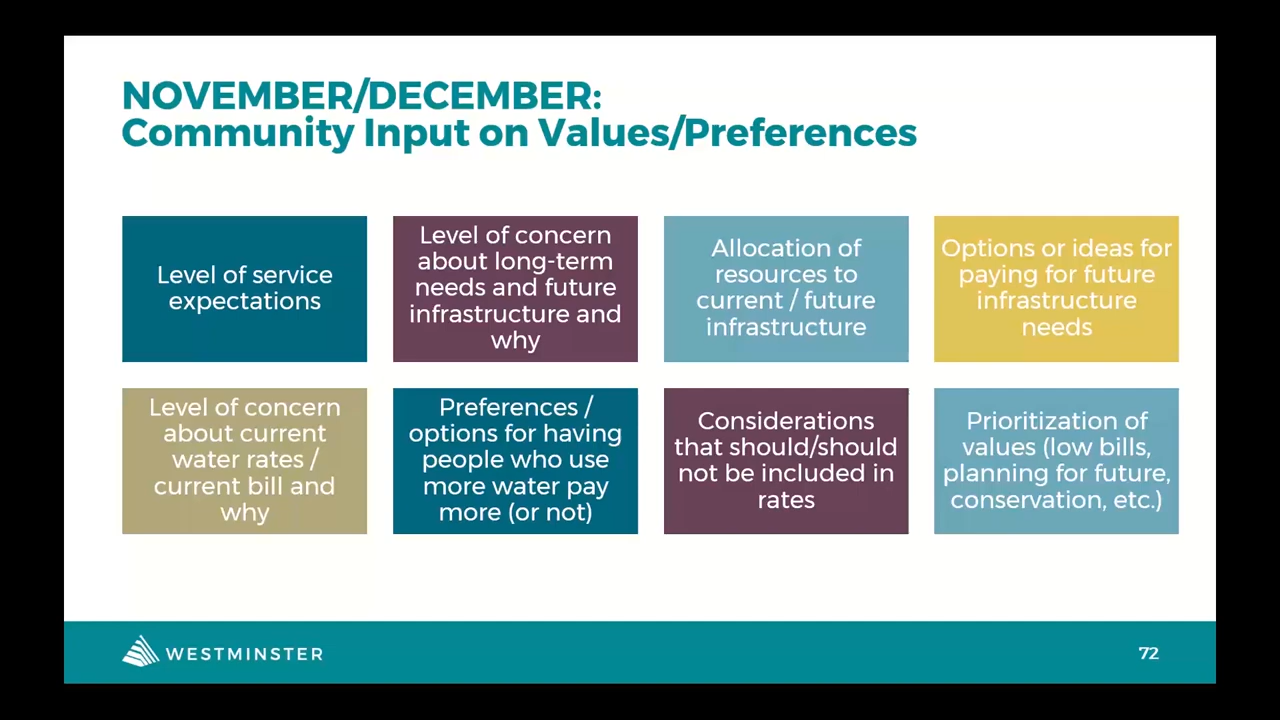 NOVEMBER/DECEMBER:
Community Input on Values/Preferences
Level of service
expectations
Level of concern
about long-term
needs and future
infrastructure and
why
Allocation of
resources to
current / future
infrastructure
Options or ideas for
paying for future
infrastructure
needs
Level of concern
about current
water rates /
current bill and
why
Preferences /
options for having
people who use
more water pay
more (or not)
Considerations
that should/should
not be included in
rates
Prioritization of
values (low bills,
planning for future,
conservation, etc.)
WESTMINSTER
72